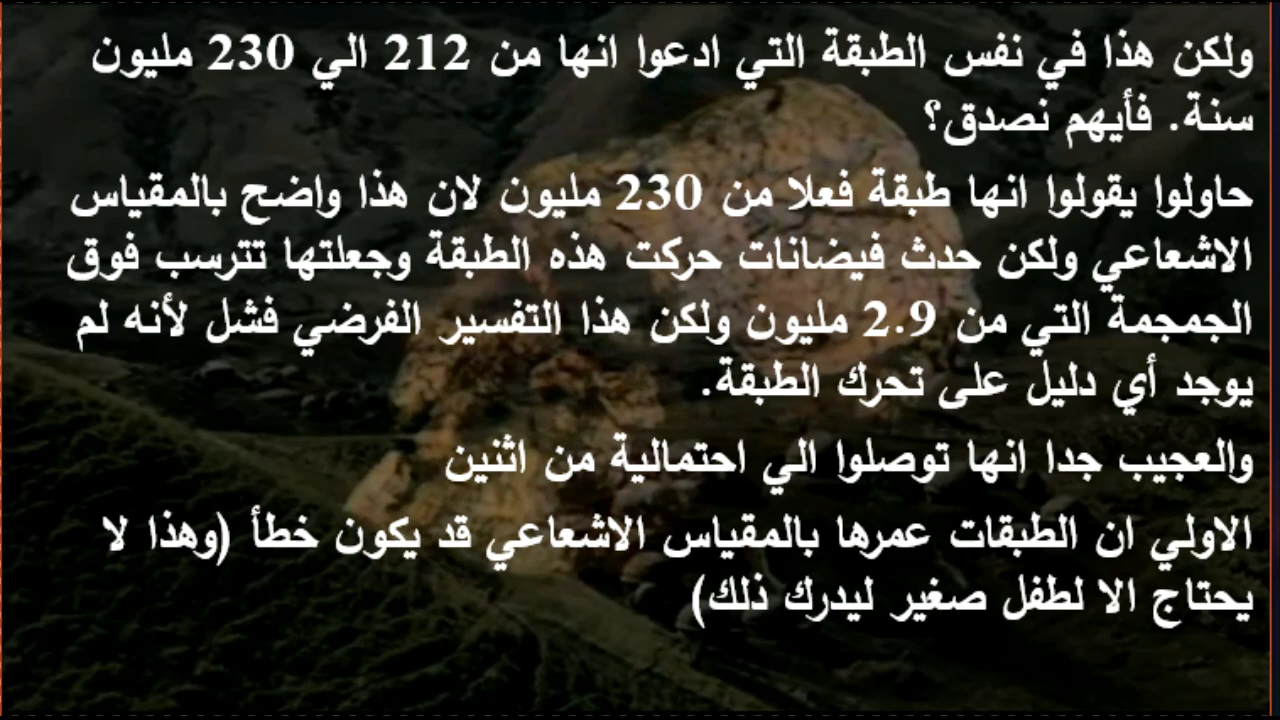 ولكن هذا في نفس الطبقة التي ادعوا انها من 212 الي 230 مليون
سنة. فأيهم نصدق؟
حاولوا يقولوا انها طبقة فعلا من 230 مليون لان هذا واضح بالمقياس
الاشعاعي ولكن حدث فيضانات حركت هذه الطبقة وجعلتها تترسب فوق
الجمجمة التي من 2.9 مليون ولكن هذا التفسير الفرضي فشل لأنه لم
يوجد أي دليل على تحرك الطبقة.
والعجيب جدا انها توصلوا الي احتمالية من اثنين
الاولي ان الطبقات عمرها بالمقياس الاشعاعي قد يكون خطأ (وهذا لا
يحتاج الا لطفل صغير ليدرك ذلك)